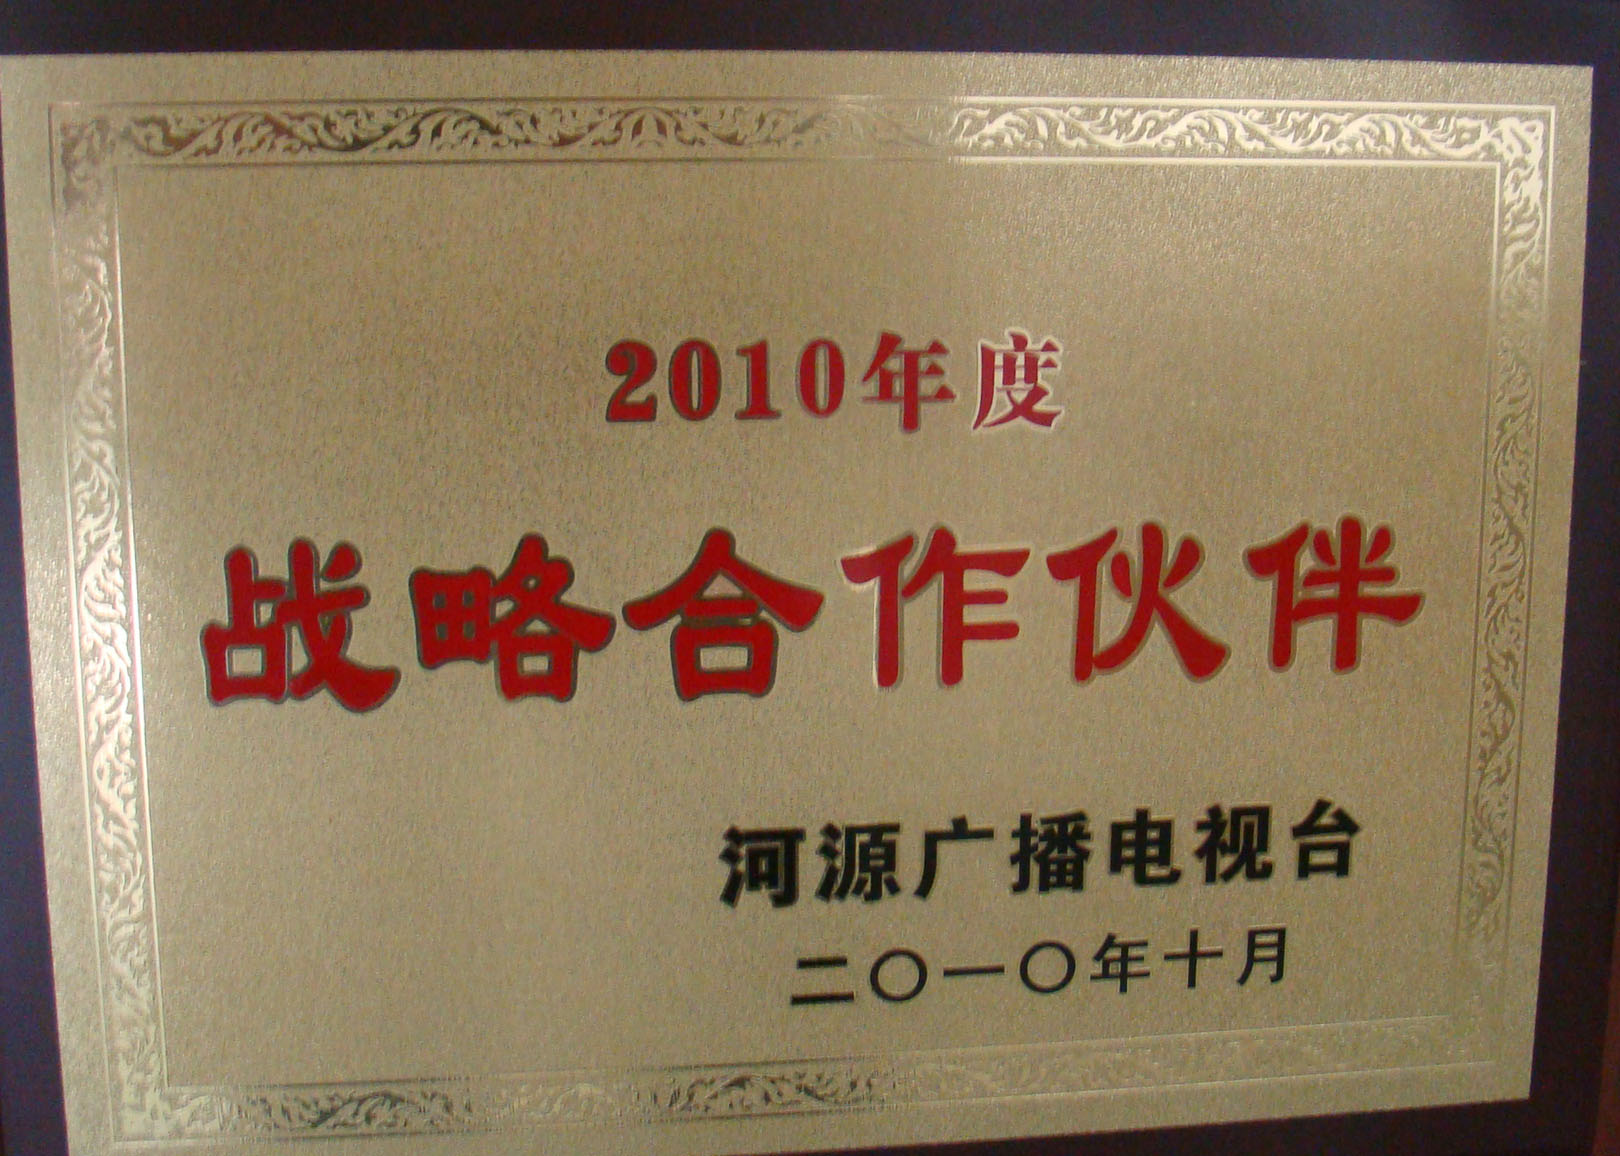 2010年度
战略合作伙伴
河源广播电视台
二〇一〇年十月